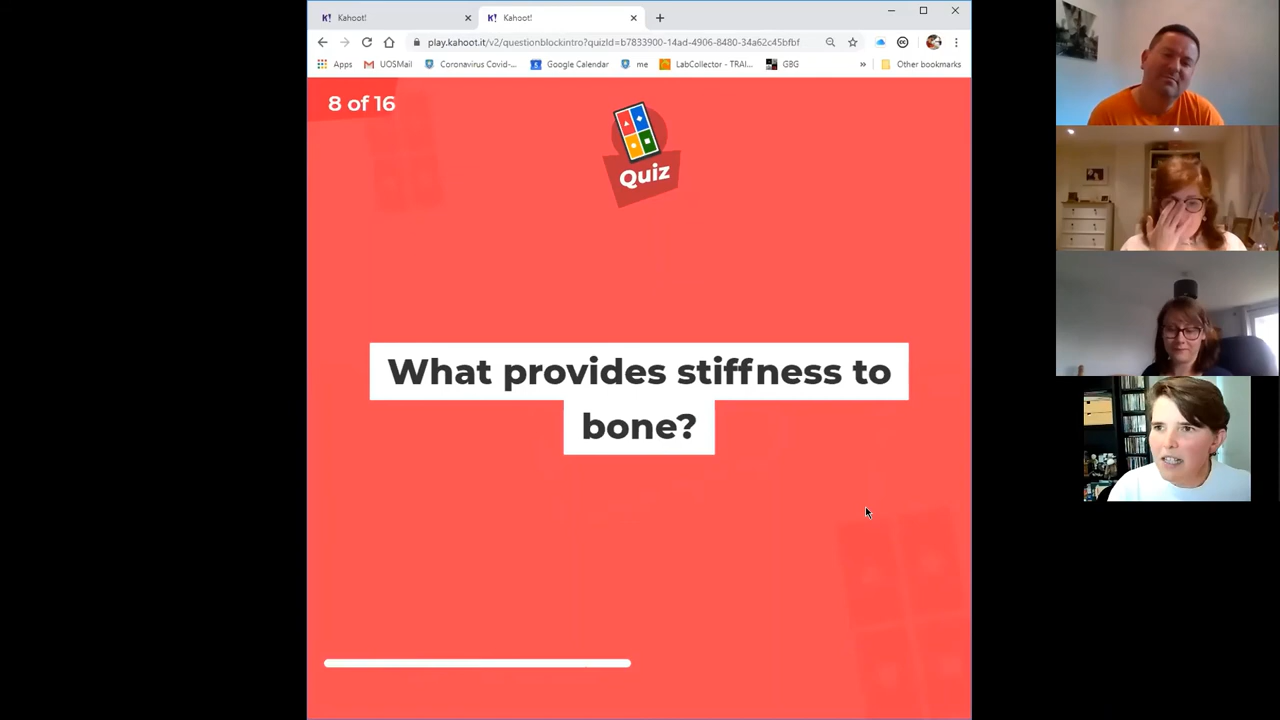 Kahoot!
Kahoot!
play.kahoot.it/v2/questionblockintro?quizId=b7833900-14ad-4906-8480-34a62c45bfbf
Apps
UOSMail
Coronavirus Covid-...
Google Calendar
me
LabCollector - TRAI...
GBG
Other bookmarks
8 of 16
Quiz
What provides stiffness to
bone?